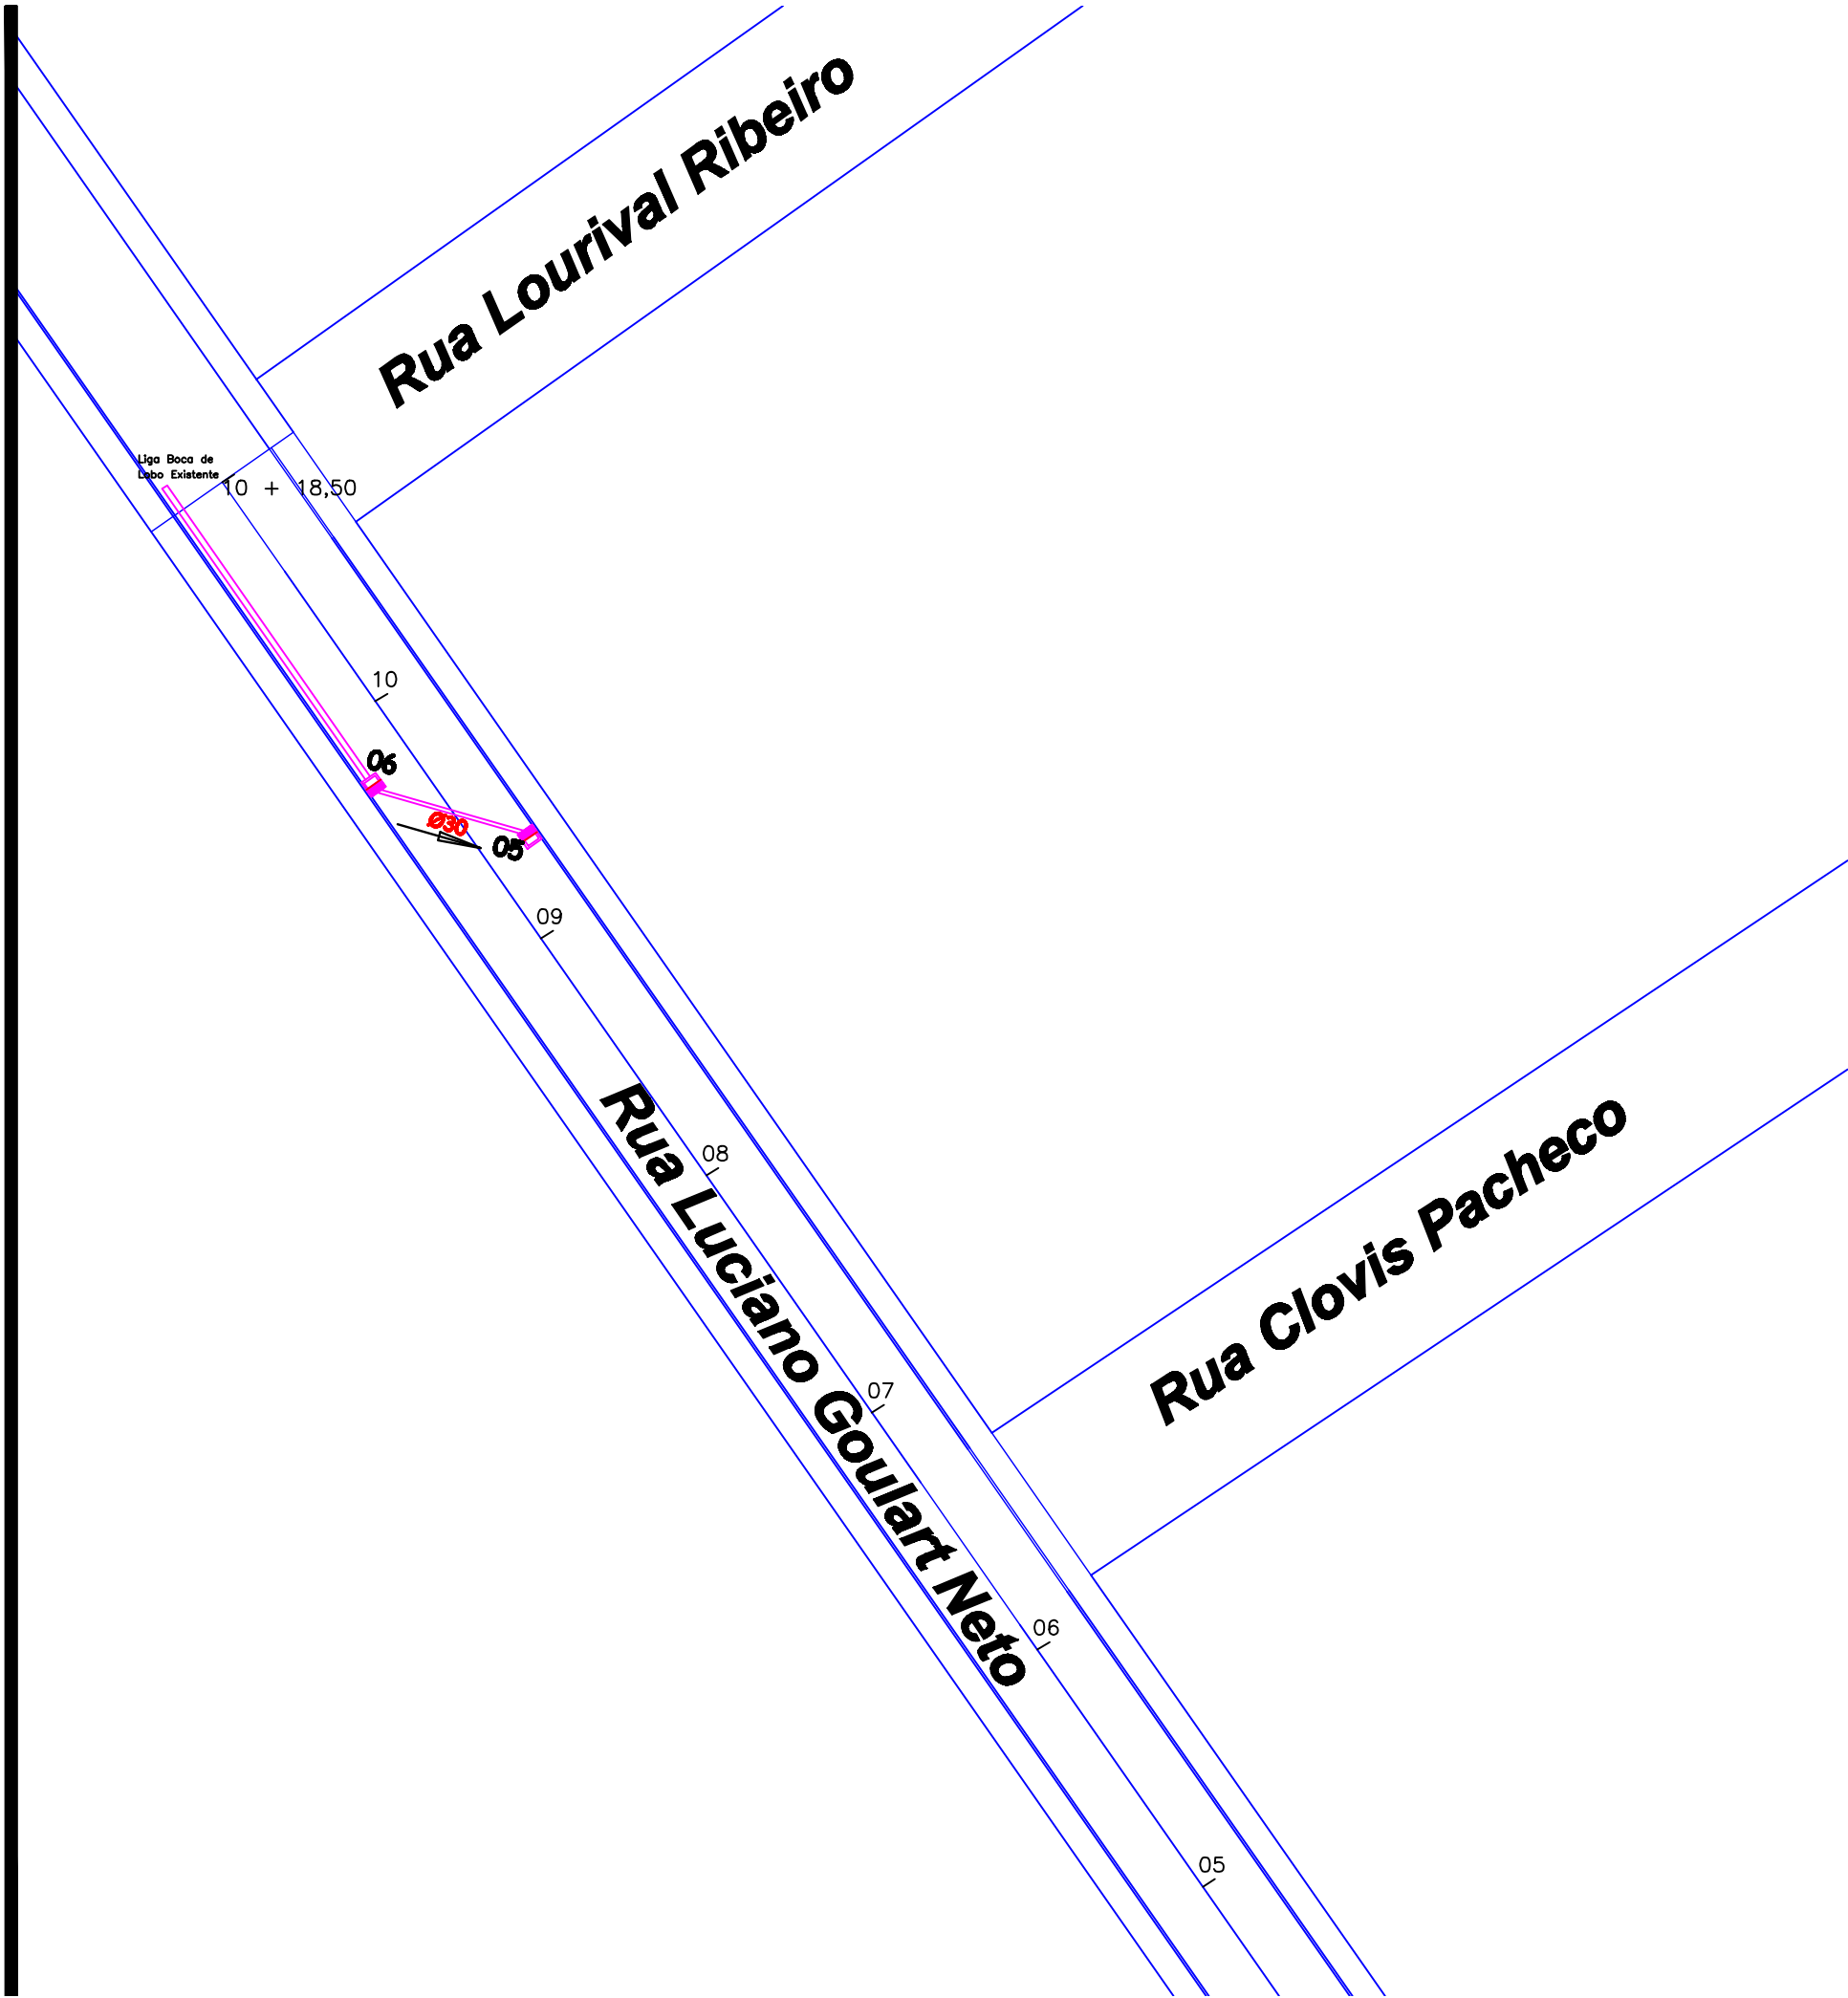 Rua Lourival Ribeiro
Liga Boca de
Lobo Existente
10 + 18,50
10
06
Ø30
05
09
Rua Luciano Goulart Neto
08
Rua Clovis Pacheco
07
06
05